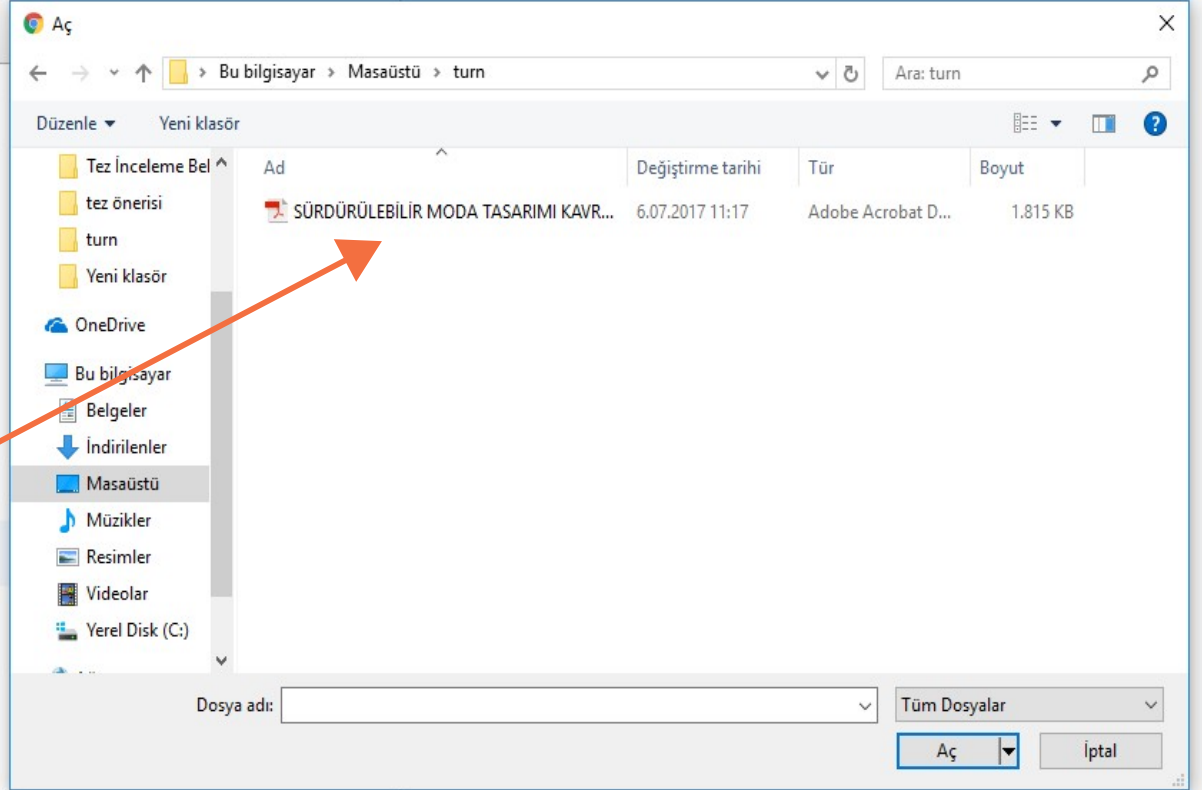 Aç
Bu bilgisayar > Masaüstü > turn
Ara: turn
Düzenle
Yeni klasör
Tez İnceleme Bel
tez önerisi
turn
Yeni klasör
OneDrive
Bu bilgisayar
Belgeler
İndirilenler
Masaüstü
Müzikler
Resimler
Videolar
Yerel Disk (C:)
Ad
Değiştirme tarihi
Tür
Boyut
SÜRDÜRÜLEBİLİR MODA TASARIMI KAVR...
6.07.2017 11:17
Adobe Acrobat D...
1.815 KB
Dosya adı:
Tüm Dosyalar
Aç
İptal